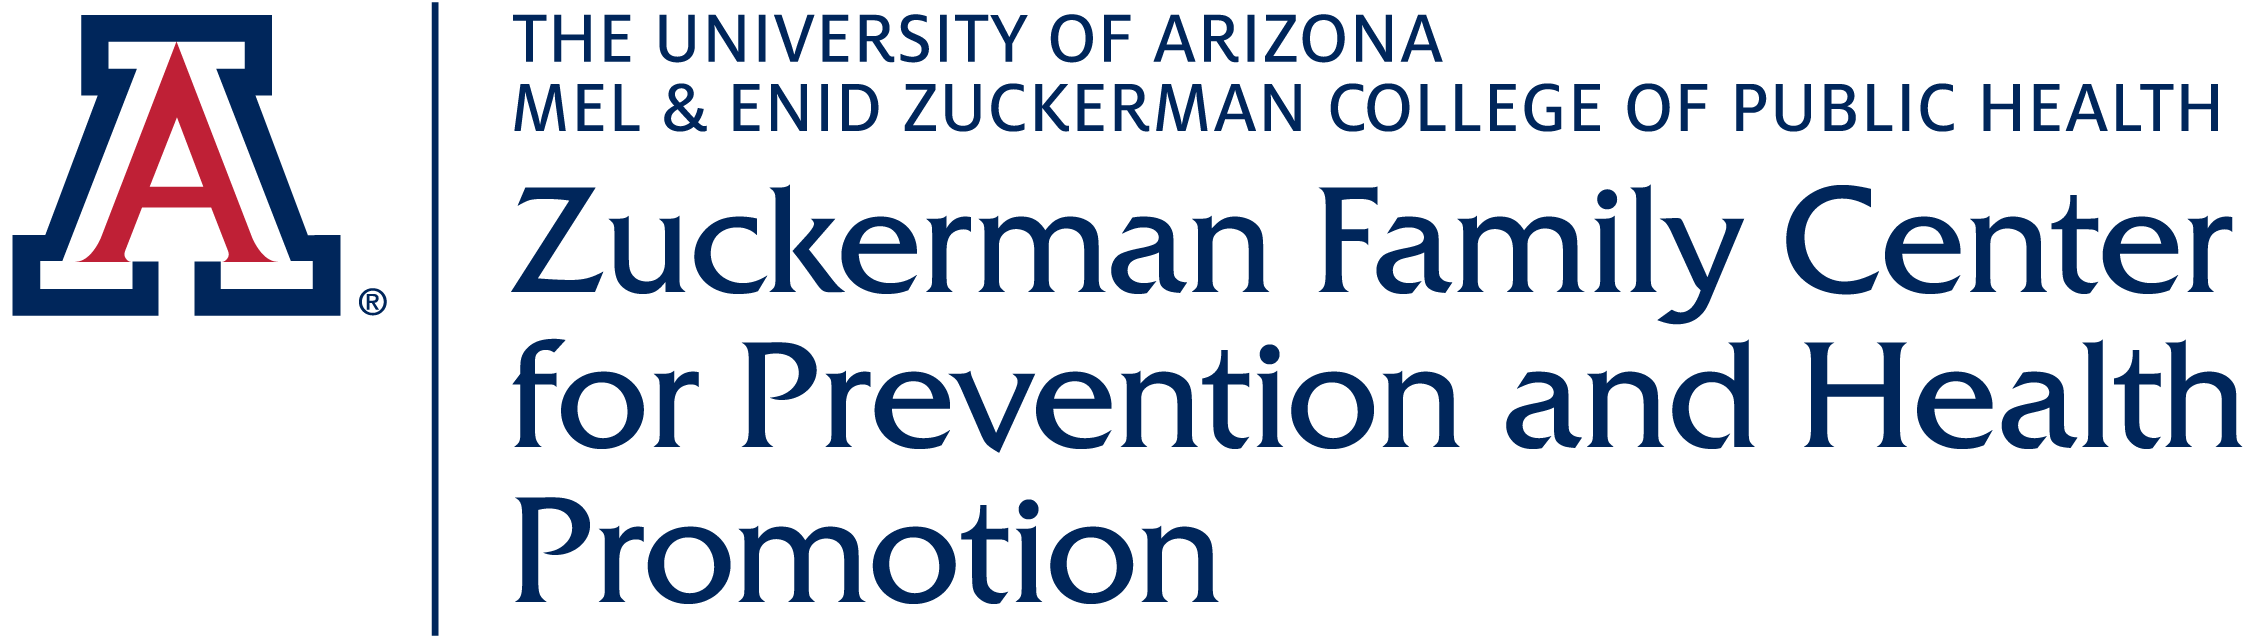 A®
THE UNIVERSITY OF ARIZONA
MEL & ENID ZUCKERMAN COLLEGE OF PUBLIC HEALTH
Zuckerman Family Center
for Prevention and Health
Promotion